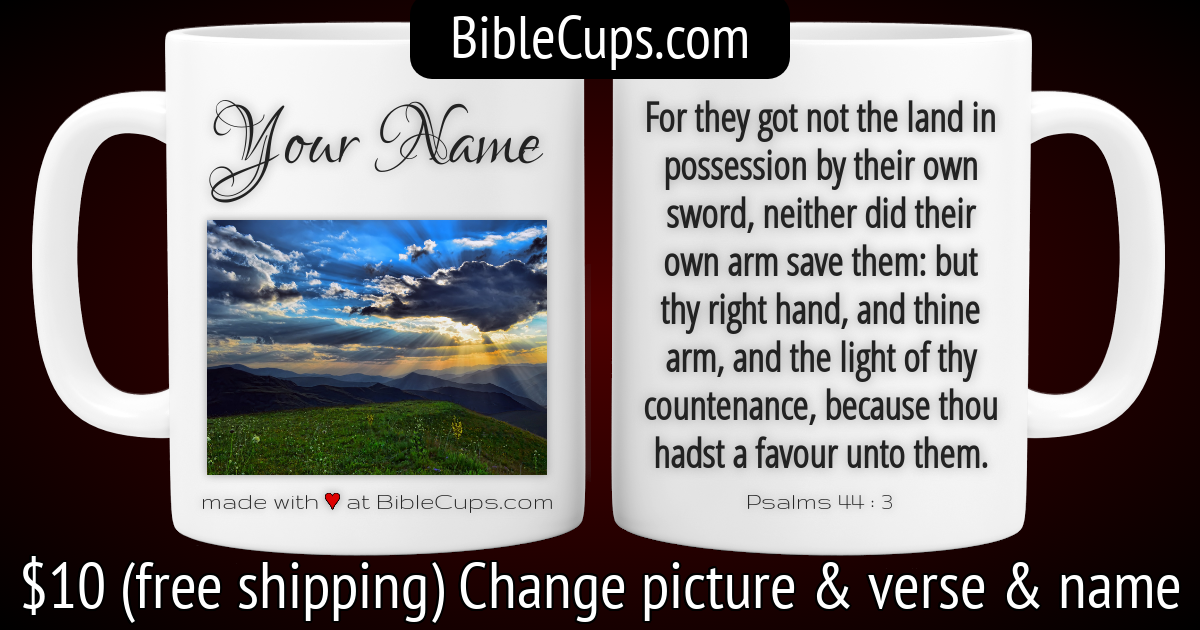 BibleCups.com
Your Name
made with ♥ at BibleCups.com
For they got not the land in
possession by their own
sword, neither did their
own arm save them: but
thy right hand, and thine
arm, and the light of thy
countenance, because thou
hadst a favour unto them.
Psalms 44 : 3
$10 (free shipping) Change picture & verse & name